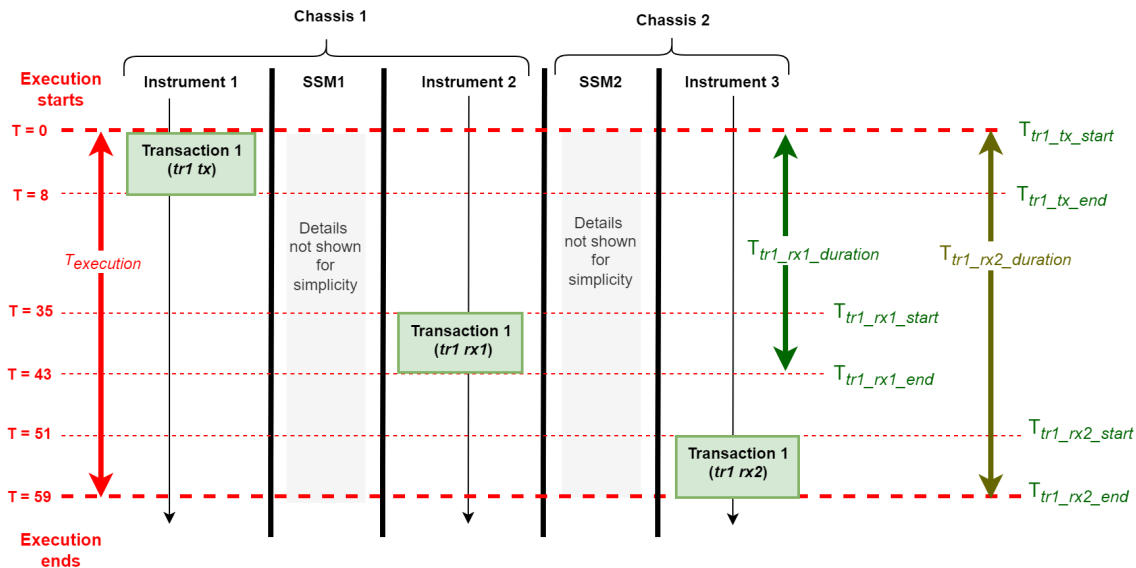 Chassis 1
Chassis 2
Execution
starts
Instrument 1
SSM1
Instrument 2
SSM2
Instrument 3
T = 0
Transaction 1
(tr1 tx)
Ttr1_tx_start
T = 8
Ttr1_tx_end
Details
not shown
for
simplicity
Details
not shown
for
simplicity
Texecution
Ttr1_rx1_duration
Ttr1_rx2_duration
T = 35
Transaction 1
(tr1 rx1)
Ttr1_rx1_start
T = 43
Ttr1_rx1_end
T = 51
Transaction 1
(tr1 rx2)
Ttr1_rx2_start
T = 59
Ttr1_rx2_end
Execution
ends